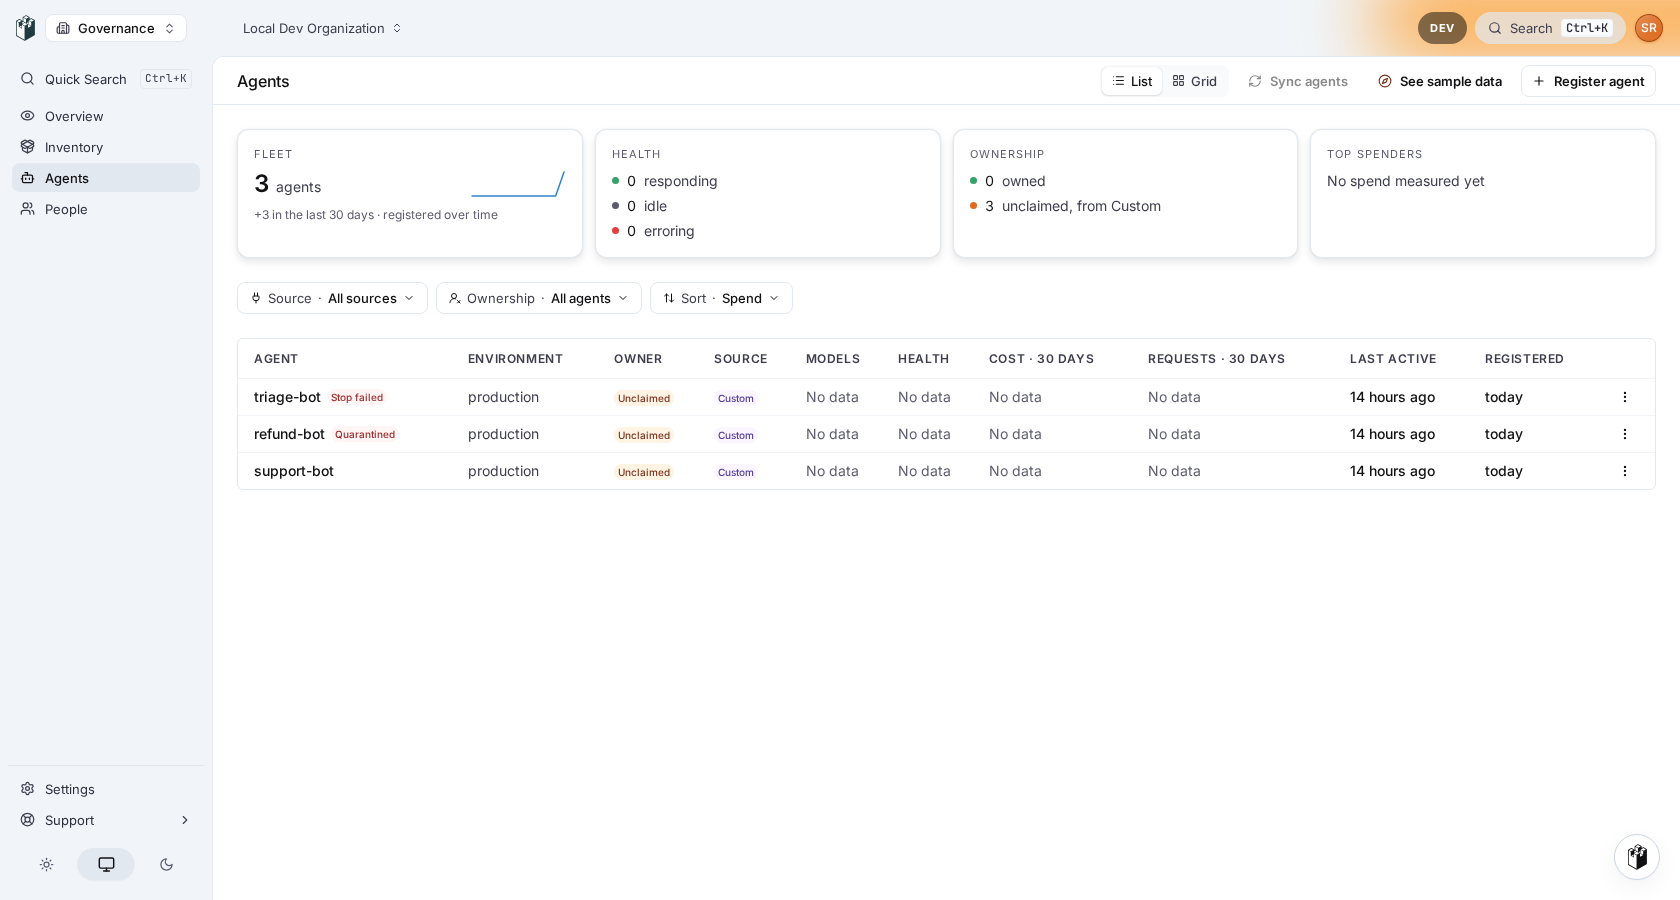 Governance
Local Dev Organization
DEV
Search Ctrl+K
SR
Quick Search Ctrl+K
Overview
Inventory
Agents
People
Settings
Support
Agents
List Grid Sync agents See sample data Register agent
FLEET
3 agents
+3 in the last 30 days · registered over time
HEALTH
0 responding
0 idle
0 erroring
OWNERSHIP
0 owned
3 unclaimed, from Custom
TOP SPENDERS
No spend measured yet
Source · All sources Ownership · All agents Sort · Spend
AGENT ENVIRONMENT OWNER SOURCE MODELS HEALTH COST · 30 DAYS REQUESTS · 30 DAYS LAST ACTIVE REGISTERED
triage-bot Stop failed production Unclaimed Custom No data No data No data No data 14 hours ago today
refund-bot Quarantined production Unclaimed Custom No data No data No data No data 14 hours ago today
support-bot production Unclaimed Custom No data No data No data No data 14 hours ago today